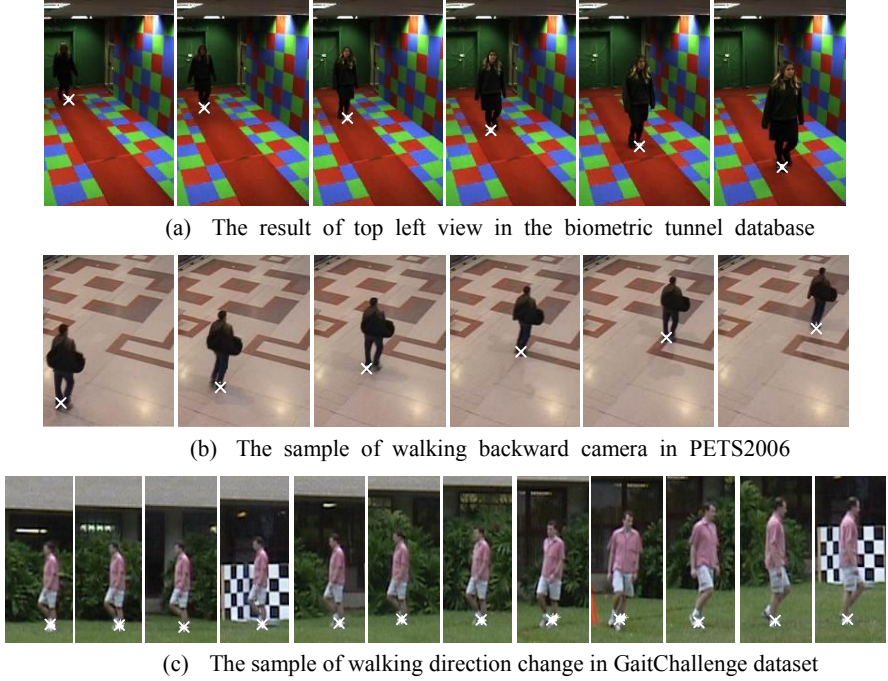 (a) The result of top left view in the biometric tunnel database
(b) The sample of walking backward camera in PETS2006
(c) The sample of walking direction change in GaitChallenge dataset